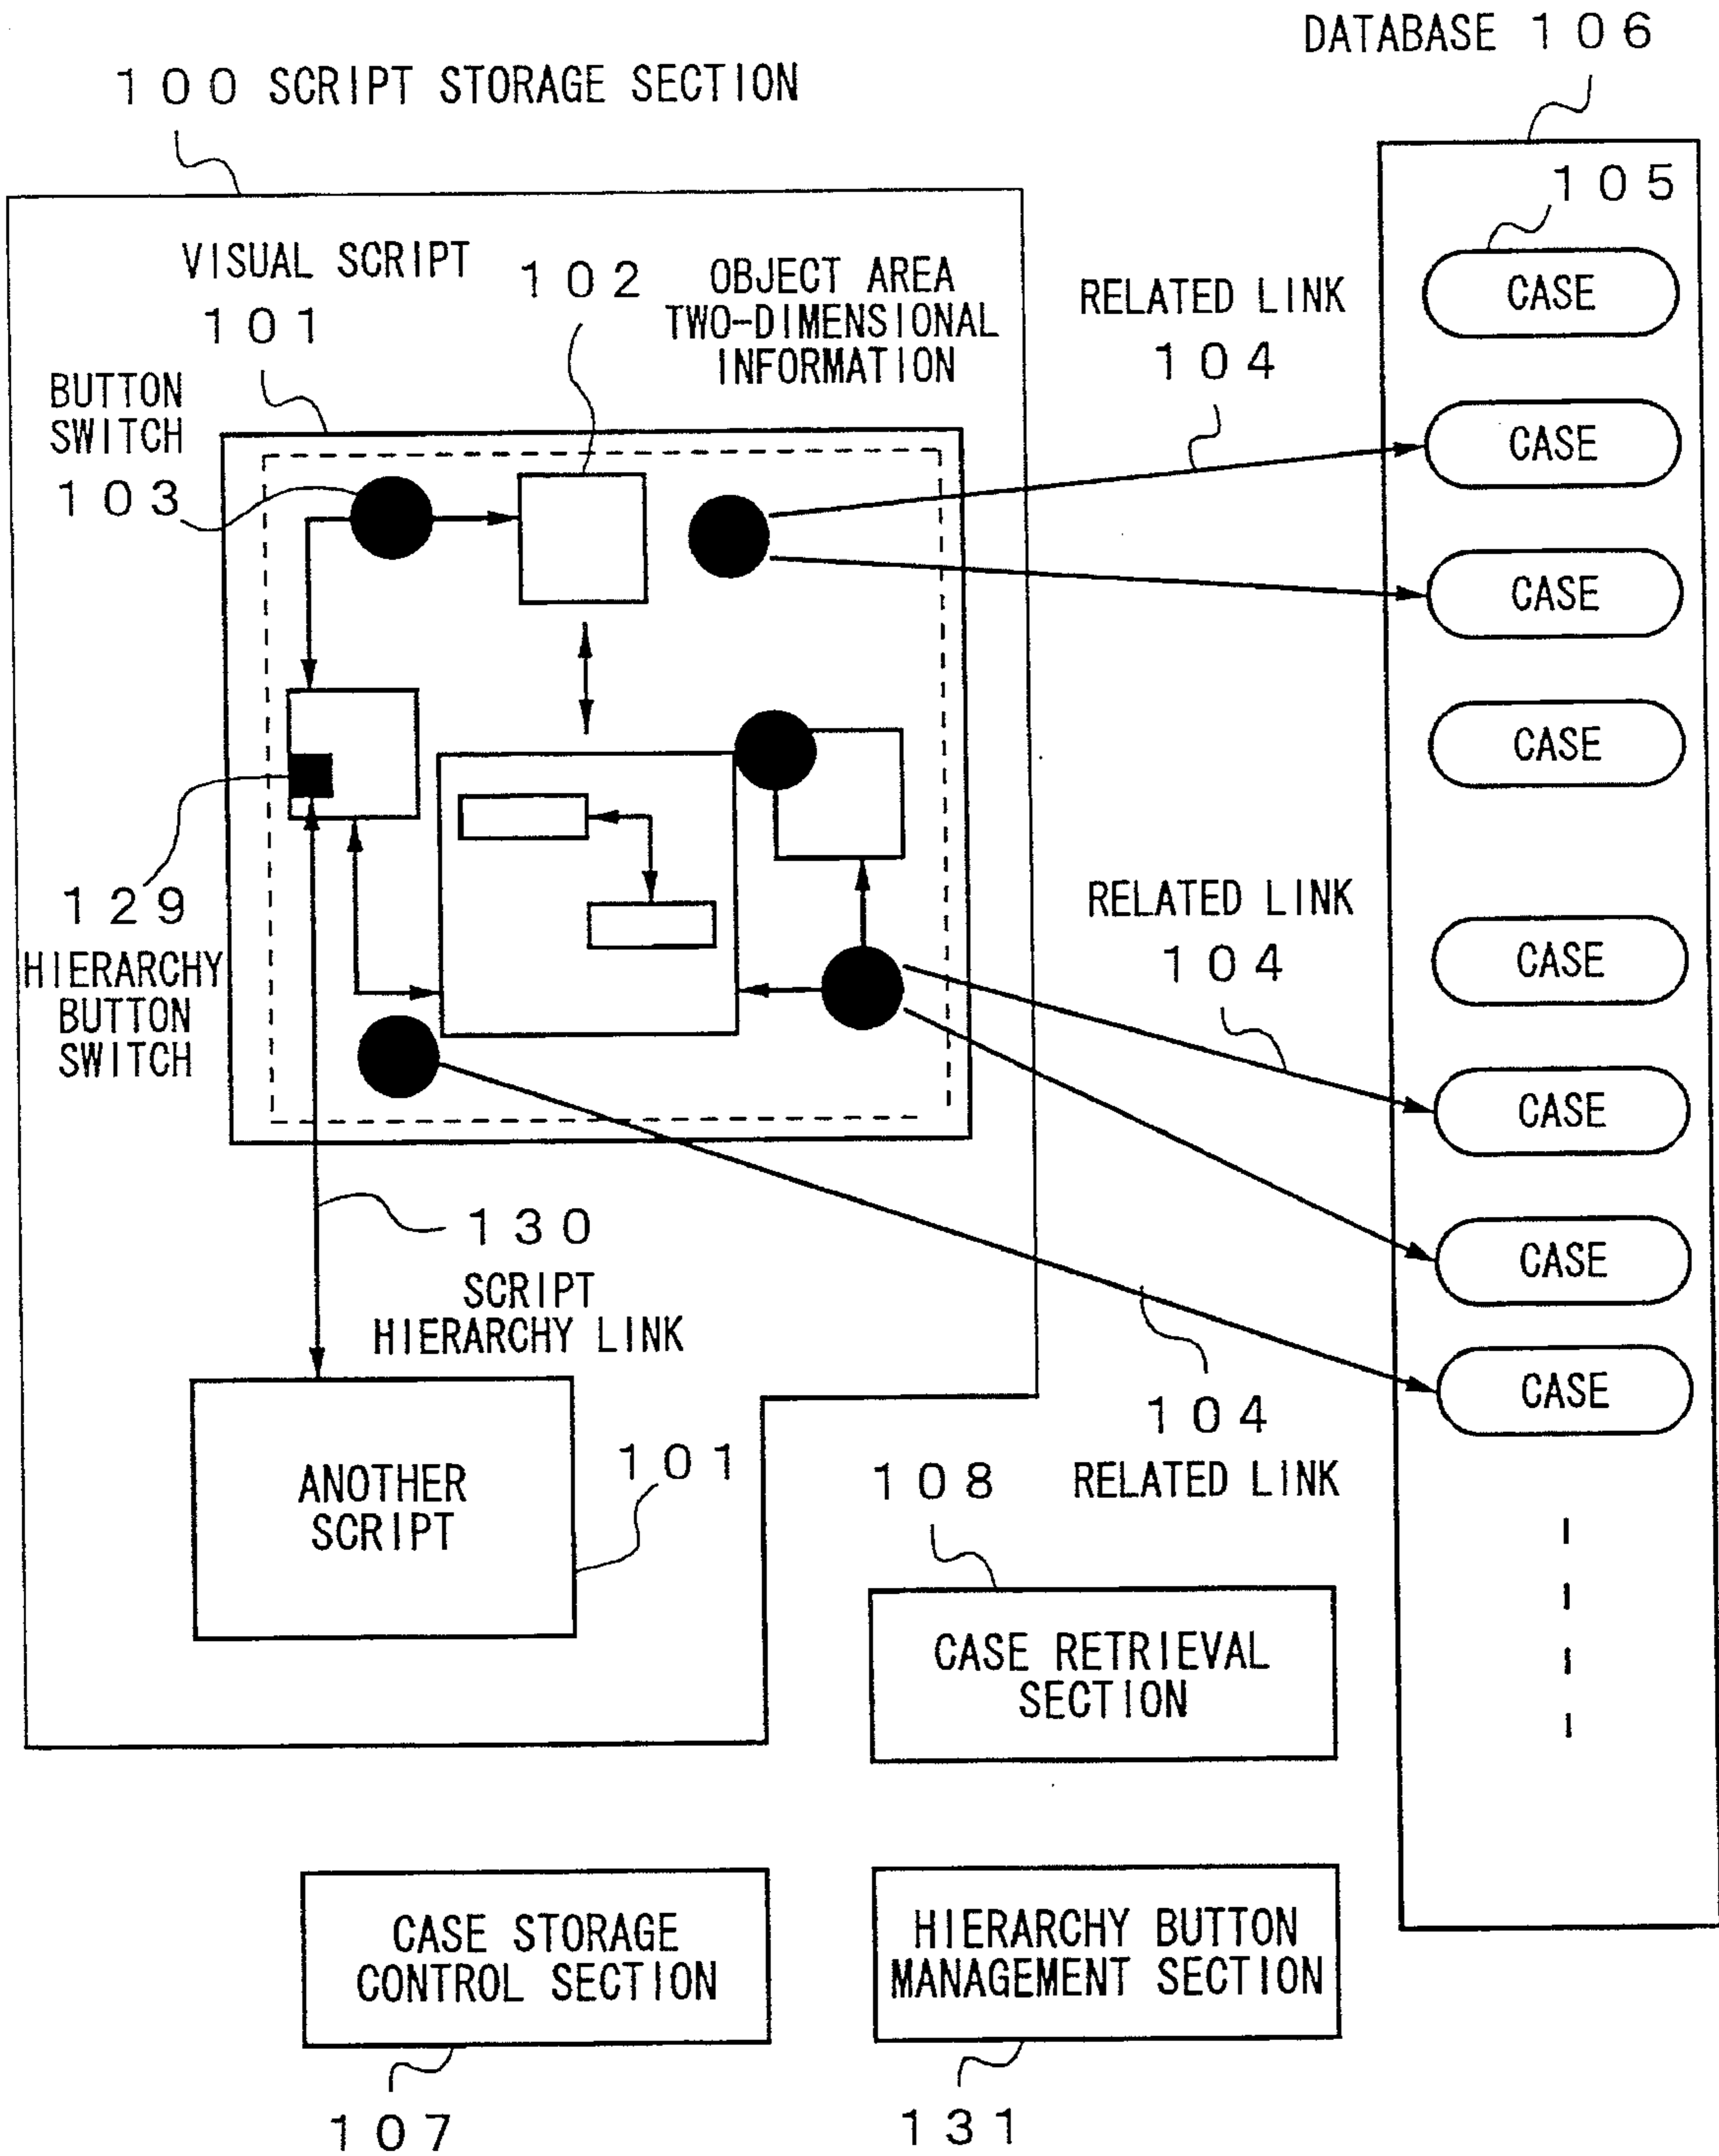 DATABASE 106
100 SCRIPT STORAGE SECTION
105
CASE
VISUAL SCRIPT
101
102
OBJECT AREA
TWO-DIMENSIONAL
INFORMATION
RELATED LINK
104
BUTTON
SWITCH
103
CASE
CASE
CASE
129
HIERARCHY
BUTTON
SWITCH
RELATED LINK
104
CASE
CASE
130
SCRIPT
HIERARCHY LINK
CASE
CASE
104
RELATED LINK
ANOTHER
SCRIPT
101
108
CASE RETRIEVAL
SECTION
CASE STORAGE
CONTROL SECTION
107
HIERARCHY BUTTON
MANAGEMENT SECTION
131